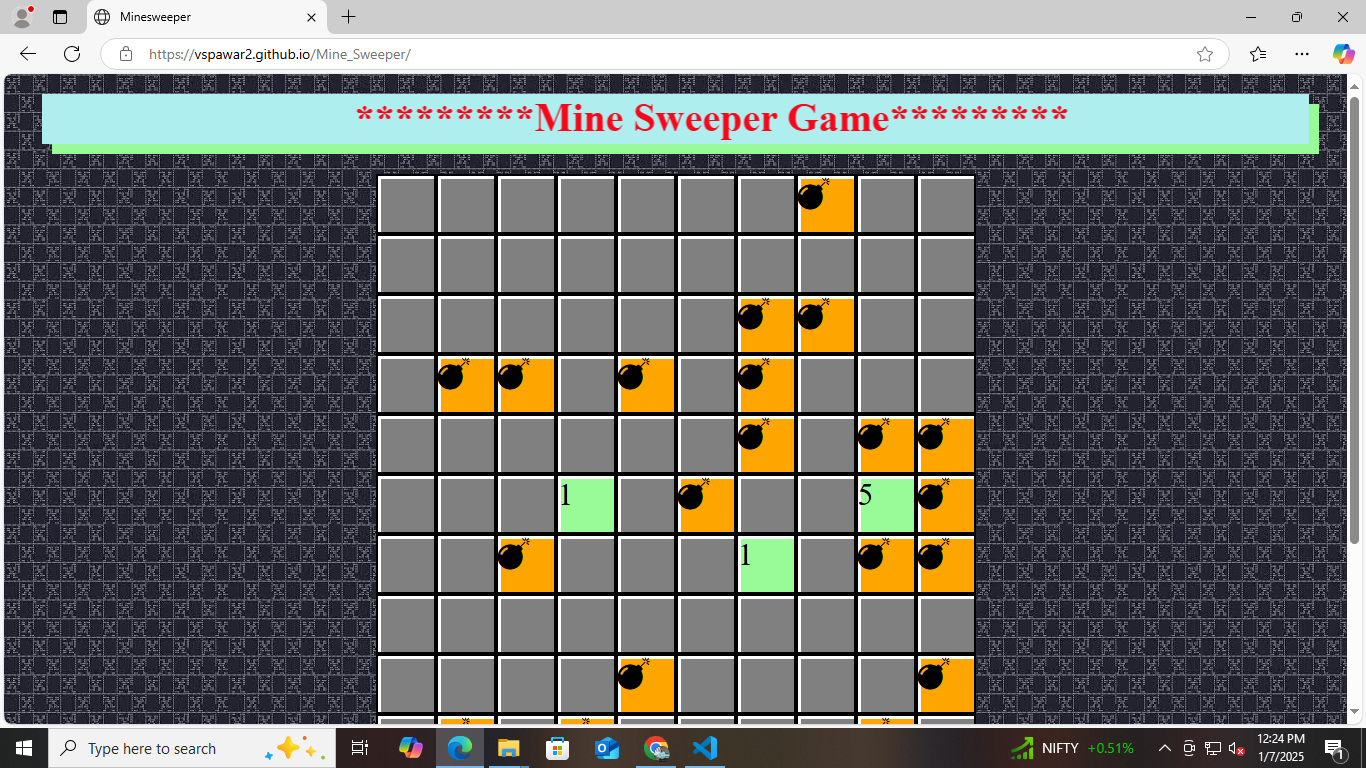 Minesweeper
https://vspawar2.github.io/Mine_Sweeper/
*********Mine Sweeper Game*********
1
5
1
Type here to search
NIFTY +0.51%
12:24 PM
1/7/2025
1